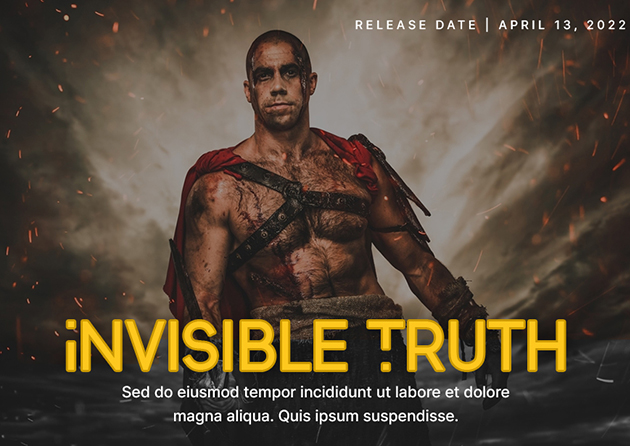 RELEASE DATE | APRIL 13, 2022
iNVISIBLE TRUTH
Sed do eiusmod tempor incididunt ut labore et dolore
magna aliqua. Quis ipsum suspendisse.